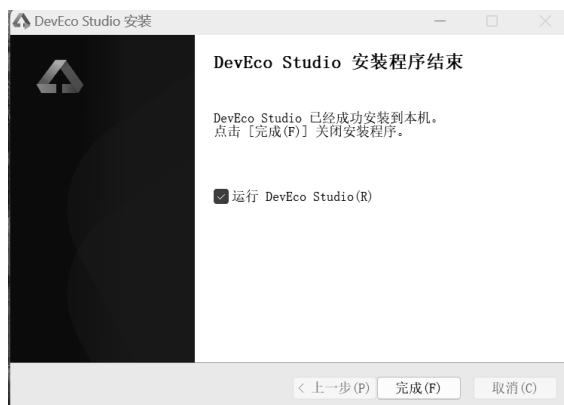 DevEco Studio 安装
DevEco Studio 安装程序结束
DevEco Studio 已经成功安装到本机。
点击 [完成(F)] 关闭安装程序。
运行 DevEco Studio(R)
< 上一步(P) 完成(F) 取消(C)